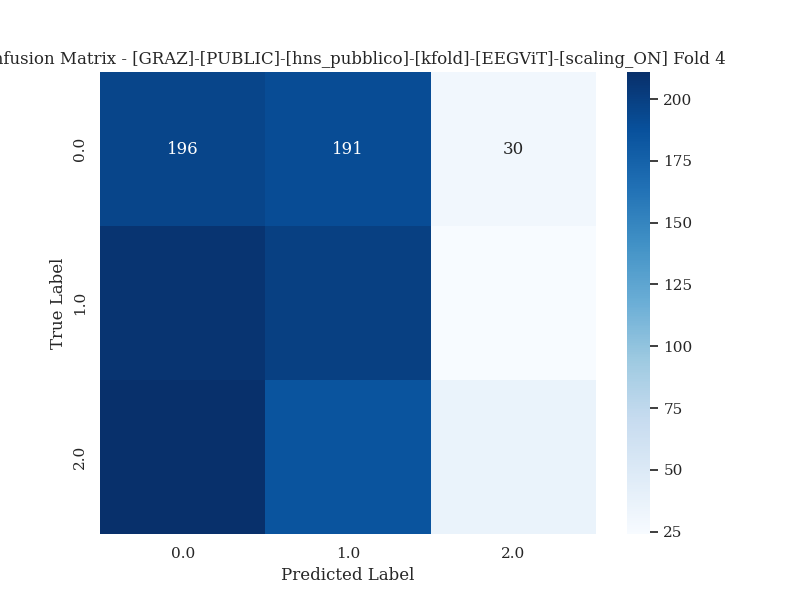 nfusion Matrix - [GRAZ]-[PUBLIC]-[hns_pubblico]-[kfold]-[EEGViT]-[scaling_ON] Fold 4
196 191 30
0.0
1.0
2.0
True Label
0.0 1.0 2.0
Predicted Label
200
175
150
125
100
75
50
25